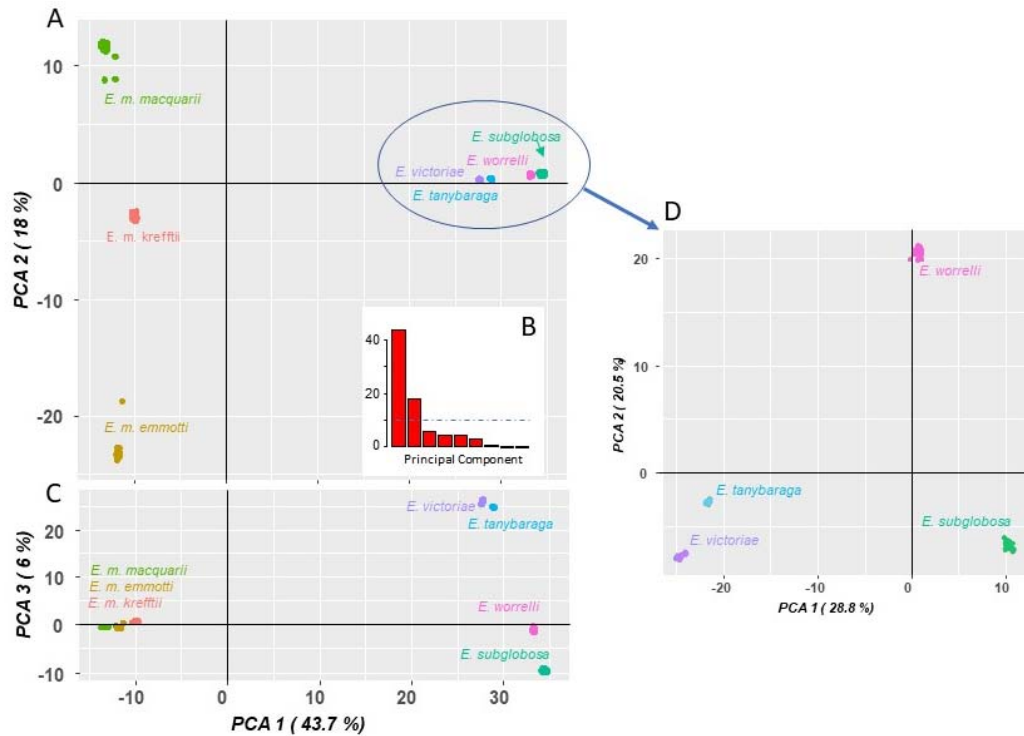 A
10
0
-10
-20
PCA 2 ( 18 %)
E. m. macquarii
E. m. krefftii
E. m. emmotti
E. subglobosa
E. worrelli
E. victoriae
E. tanybaraga
B
40
20
0
Principal Component
C
20
10
0
-10
PCA 3 ( 6 %)
E. m. macquarii
E. m. emmotti
E. m. krefftii
E. victoriae
E. tanybaraga
E. worrelli
E. subglobosa
-10 0 10 20 30
PCA 1 ( 43.7 %)
D
20
10
0
PCA 2 ( 20.5 %)
E. worrelli
E. tanybaraga
E. victoriae
E. subglobosa
-20 -10 0 10
PCA 1 ( 28.8 %)